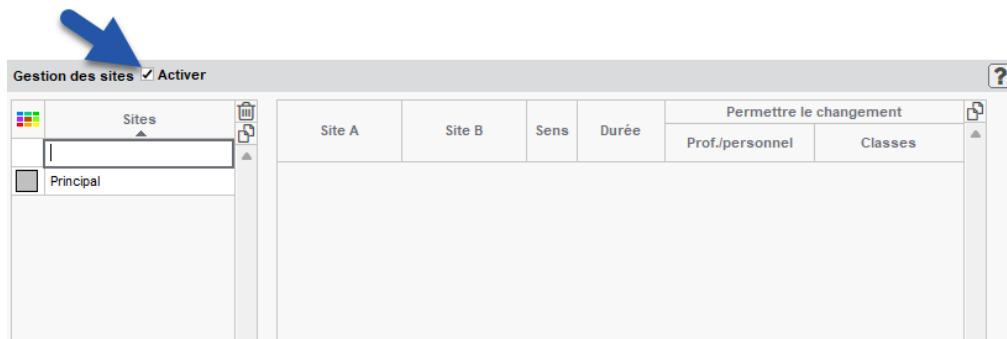 Gestion des sites Activer
?
Sites
Site A
Site B
Sens
Durée
Permettre le changement
Prof./personnel
Classes
Principal